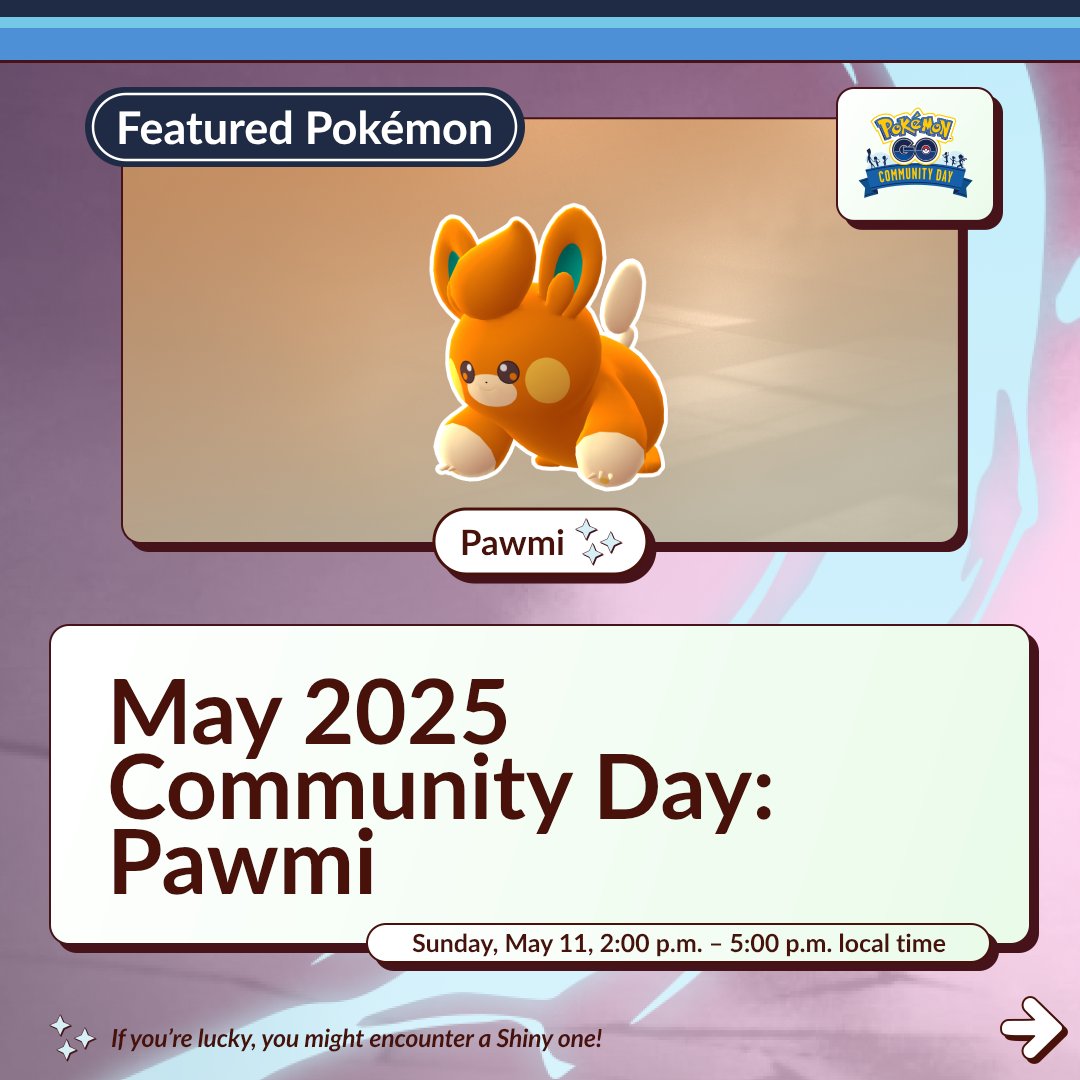 Featured Pokémon
POKÉMON
GO
COMMUNITY DAY
Pawmi
May 2025
Community Day:
Pawmi
Sunday, May 11, 2:00 p.m. – 5:00 p.m. local time
If you’re lucky, you might encounter a Shiny one!